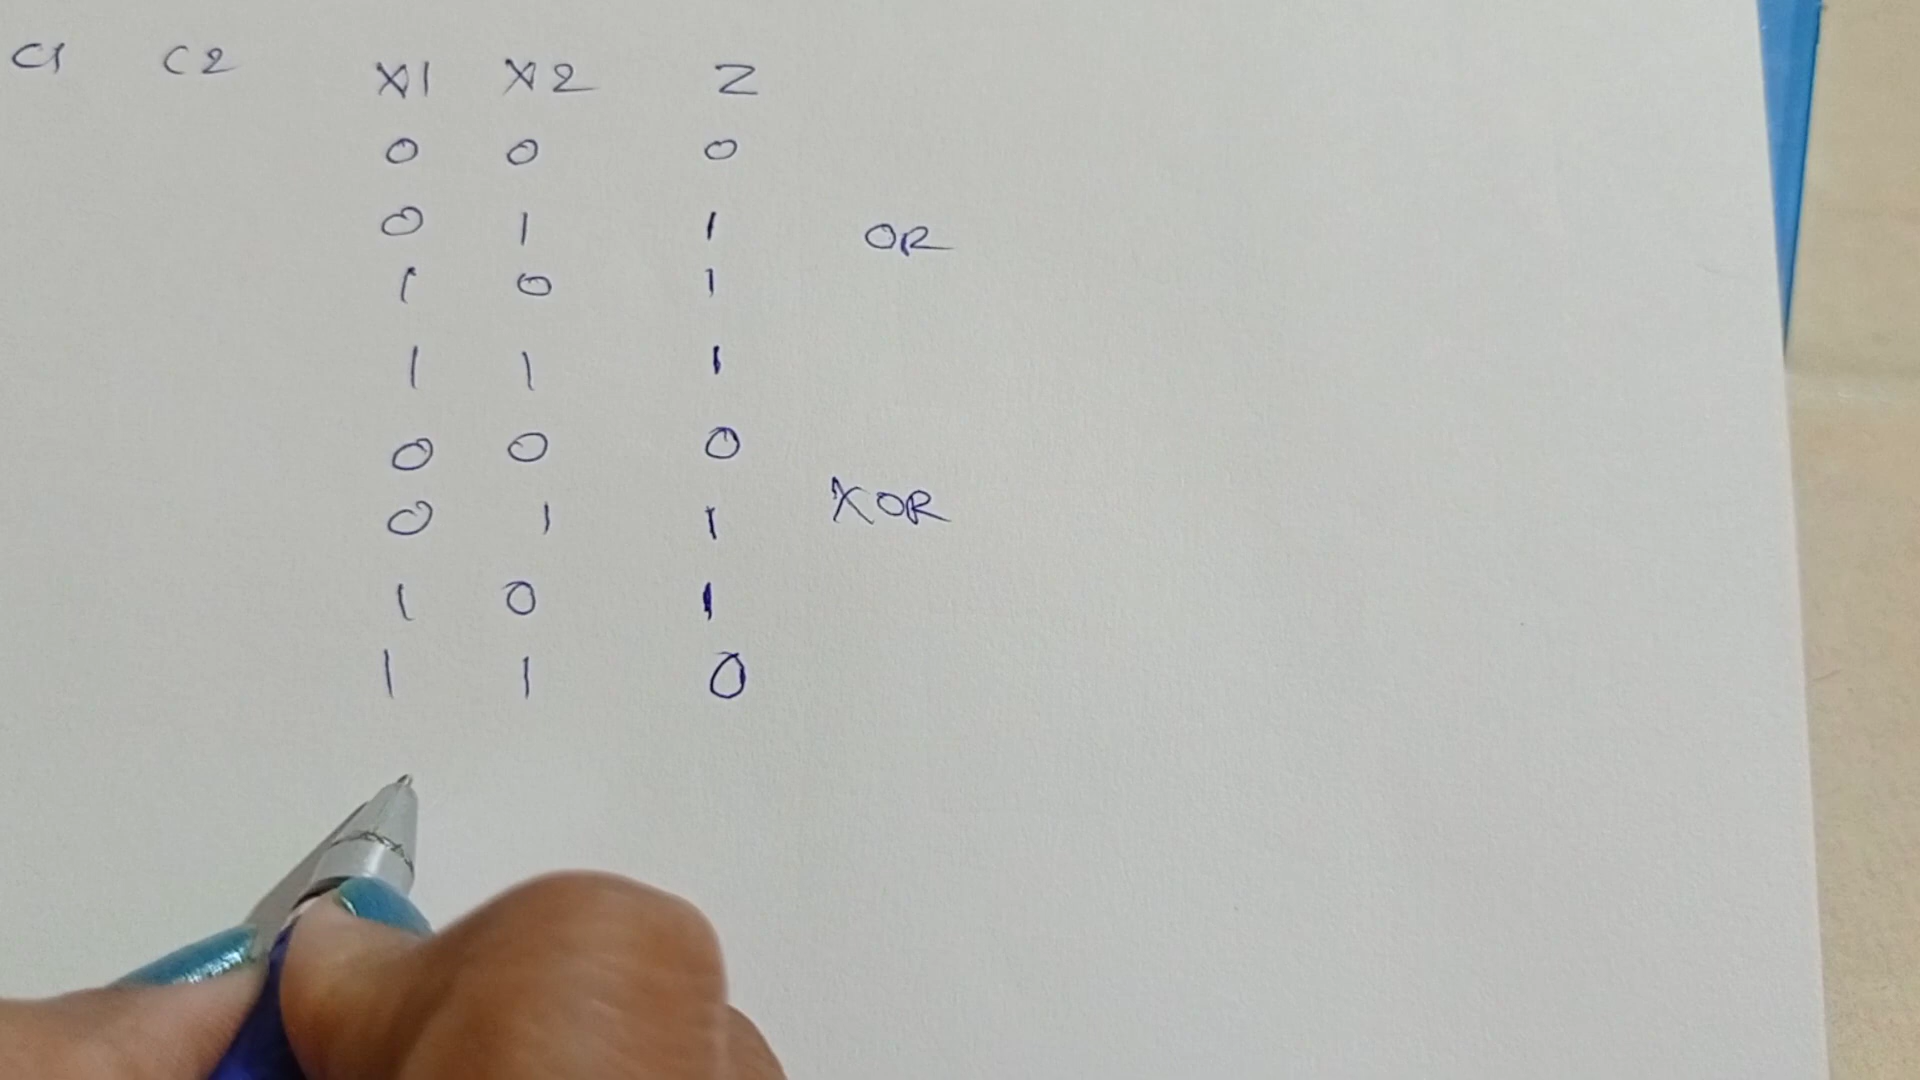 C1 C2 X1 X2 Z
0 0 0
0 1 1 OR
1 0 1
1 1 1
0 0 0
0 1 1 XOR
1 0 1
1 1 0